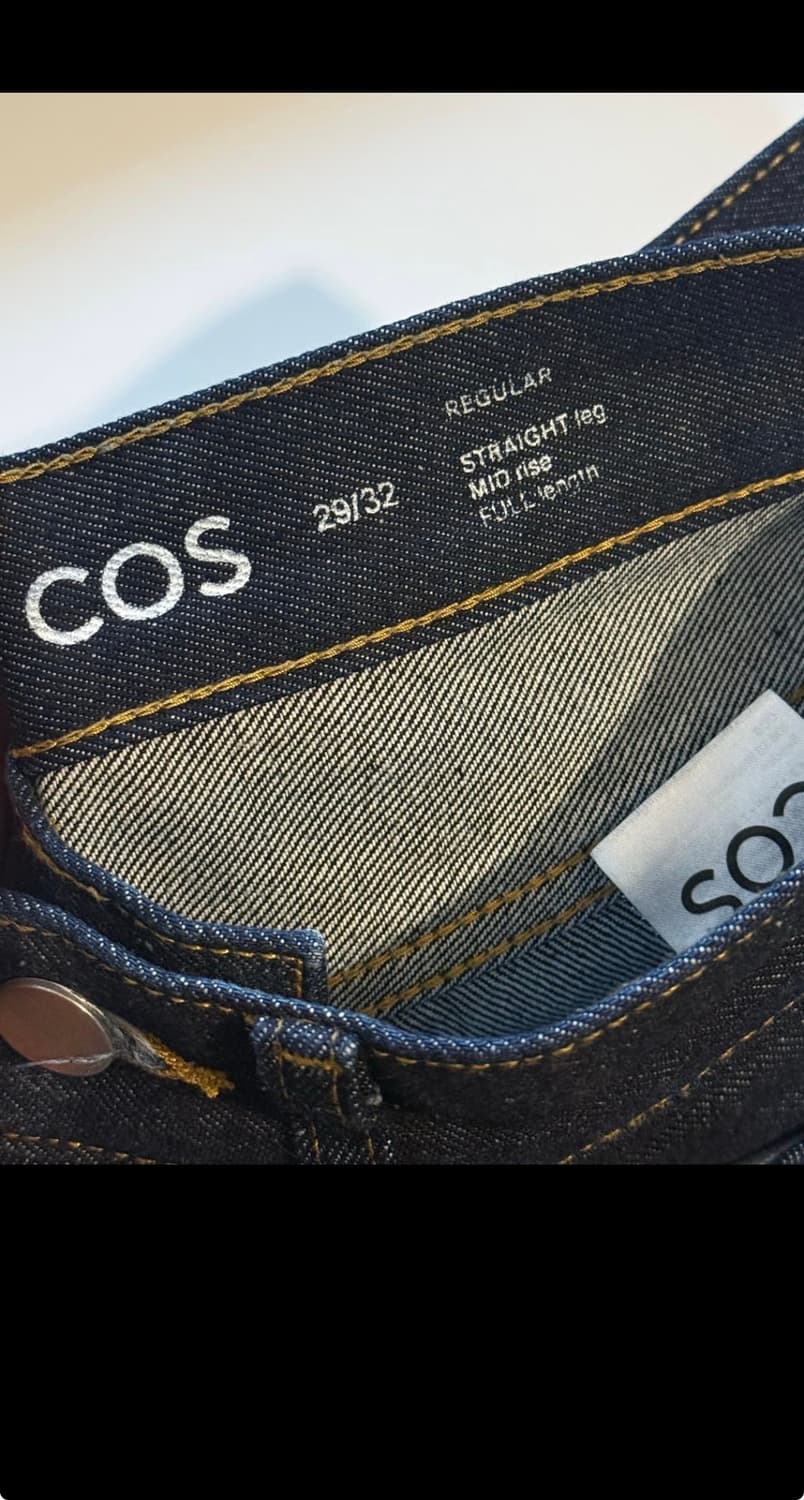 REGULAR
STRAIGHT leg
MID rise
FULL length
29/32
COS
COS